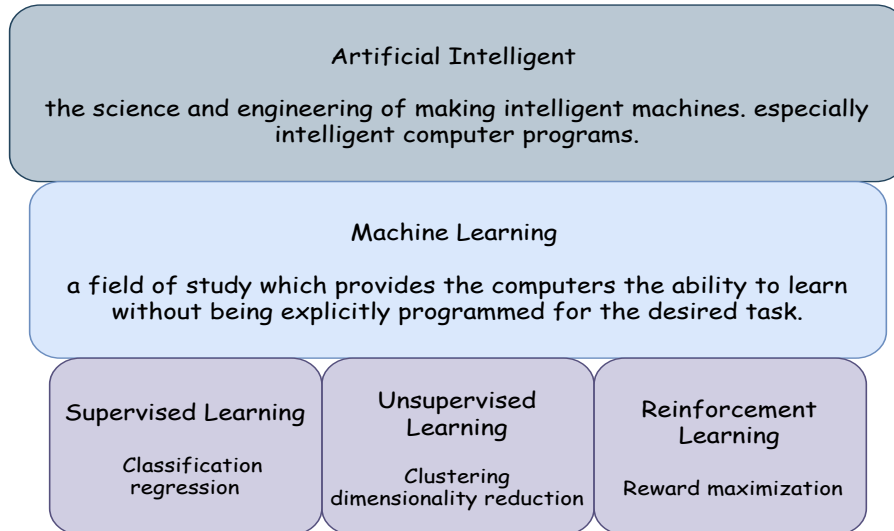 Artificial Intelligent
the science and engineering of making intelligent machines. especially
intelligent computer programs.
Machine Learning
a field of study which provides the computers the ability to learn
without being explicitly programmed for the desired task.
Supervised Learning
Classification
regression
Unsupervised
Learning
Clustering
dimensionality reduction
Reinforcement
Learning
Reward maximization